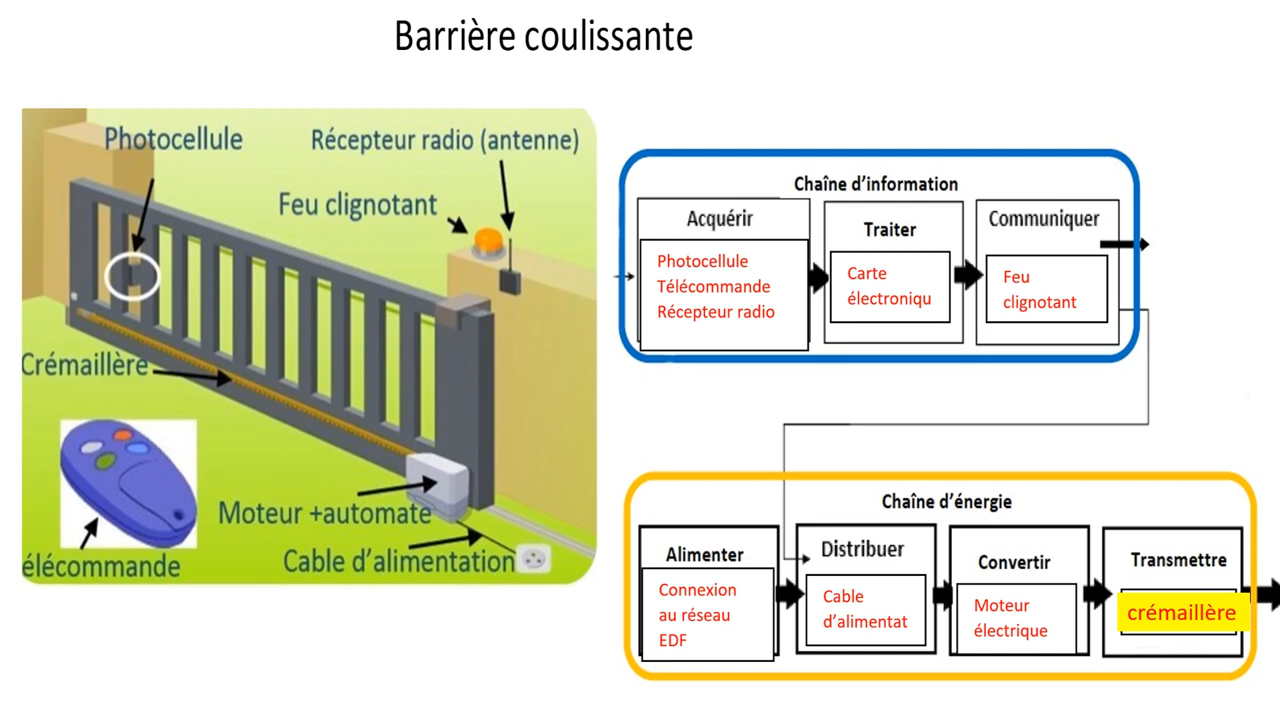 Barrière coulissante
Photocellule
Récepteur radio (antenne)
Feu clignotant
Crémaillère
Moteur +automate
Cable d'alimentation
élécommande
Chaîne d'information
Acquérir
Photocellule
Télécommande
Récepteur radio
Traiter
Carte
électroniqu
Communiquer
Feu
clignotant
Chaîne d'énergie
Alimenter
Connexion
au réseau
EDF
Distribuer
Cable
d'alimentat
Convertir
Moteur
électrique
Transmettre
crémaillère